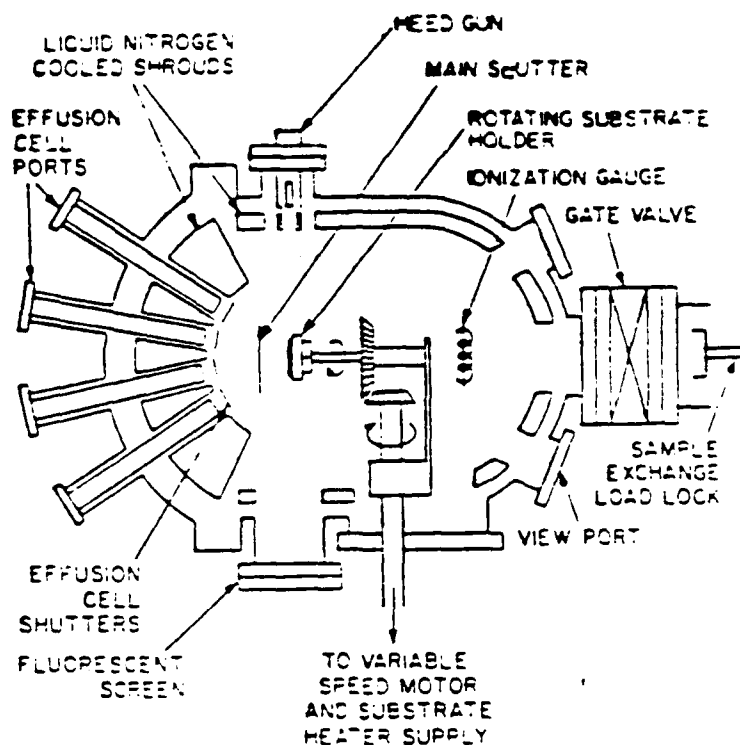 HEED GUN
LIQUID NITROGEN
COOLED SHROUDS
MAIN SHUTTER
EFFUSION
CELL
PORTS
ROTATING SUBSTRATE
HOLDER
IONIZATION GAUGE
GATE VALVE
SAMPLE
EXCHANGE
LOAD LOCK
VIEW PORT
EFFUSION
CELL
SHUTTERS
FLUORESCENT
SCREEN
TO VARIABLE
SPEED MOTOR
AND SUBSTRATE
HEATER SUPPLY